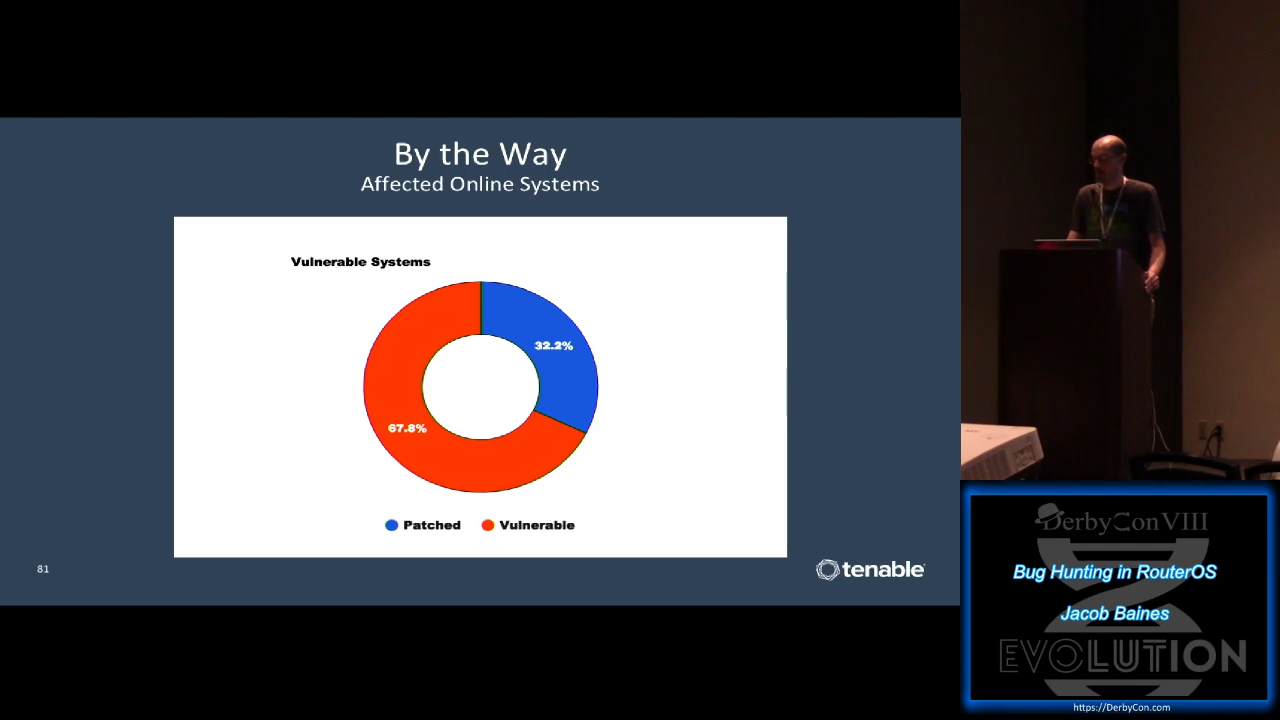 By the Way
Affected Online Systems
Vulnerable Systems
32.2%
67.8%
Patched
Vulnerable
81
tenable
DerbyCon VIII
Bug Hunting in RouterOS
Jacob Baines
EVOLUTION
https://DerbyCon.com